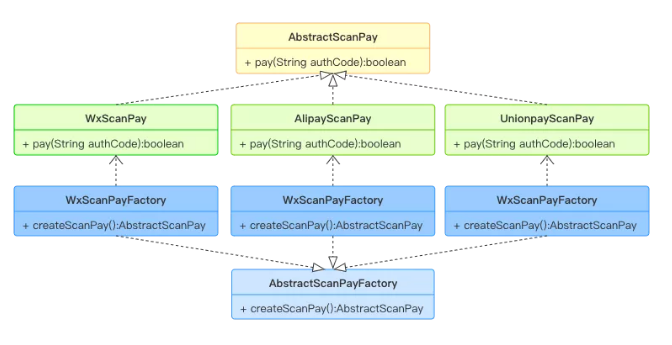 AbstractScanPay
+ pay(String authCode):boolean
WxScanPay
+ pay(String authCode):boolean
AlipayScanPay
+ pay(String authCode):boolean
UnionpayScanPay
+ pay(String authCode):boolean
WxScanPayFactory
+ createScanPay():AbstractScanPay
WxScanPayFactory
+ createScanPay():AbstractScanPay
WxScanPayFactory
+ createScanPay():AbstractScanPay
AbstractScanPayFactory
+ createScanPay():AbstractScanPay